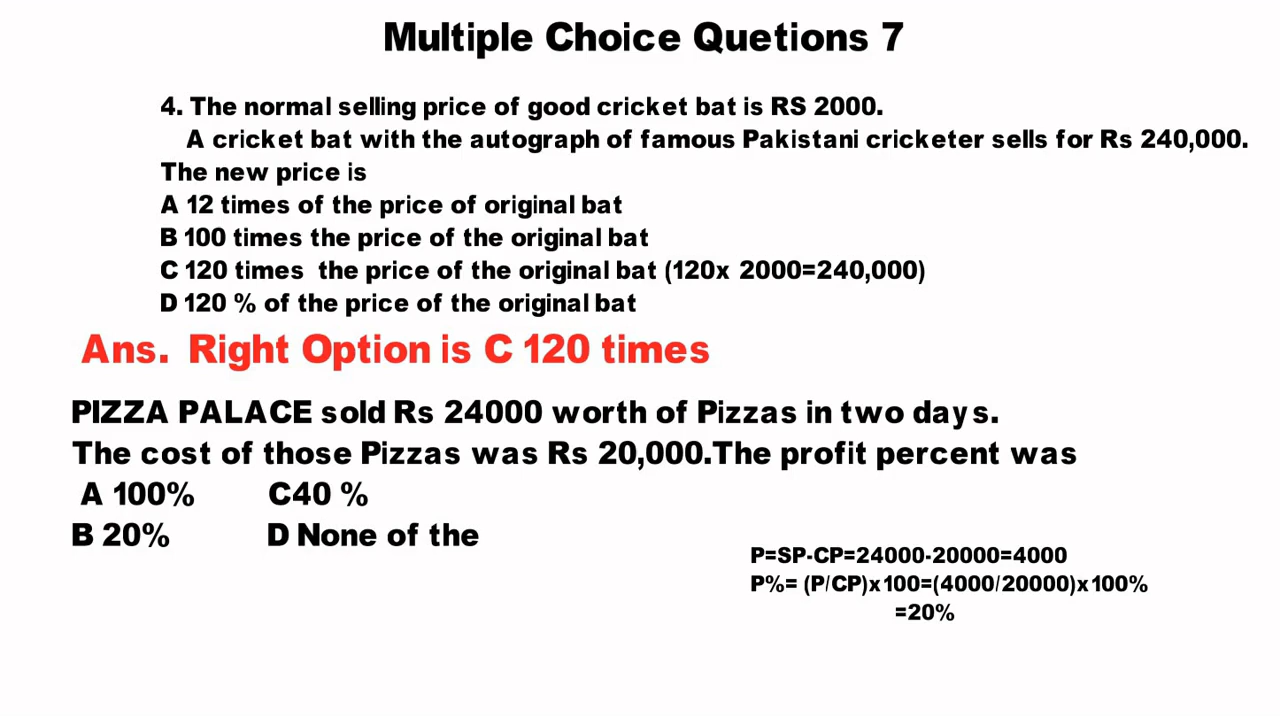 Multiple Choice Quetions 7
4. The normal selling price of good cricket bat is RS 2000.
A cricket bat with the autograph of famous Pakistani cricketer sells for Rs 240,000.
The new price is
A 12 times of the price of original bat
B 100 times the price of the original bat
C 120 times the price of the original bat (120x 2000=240,000)
D 120 % of the price of the original bat
Ans. Right Option is C 120 times
PIZZA PALACE sold Rs 24000 worth of Pizzas in two days.
The cost of those Pizzas was Rs 20,000.The profit percent was
A 100% C40 %
B 20% D None of the
P=SP-CP=24000-20000=4000
P%= (P/CP)x100=(4000/20000)x100%
=20%